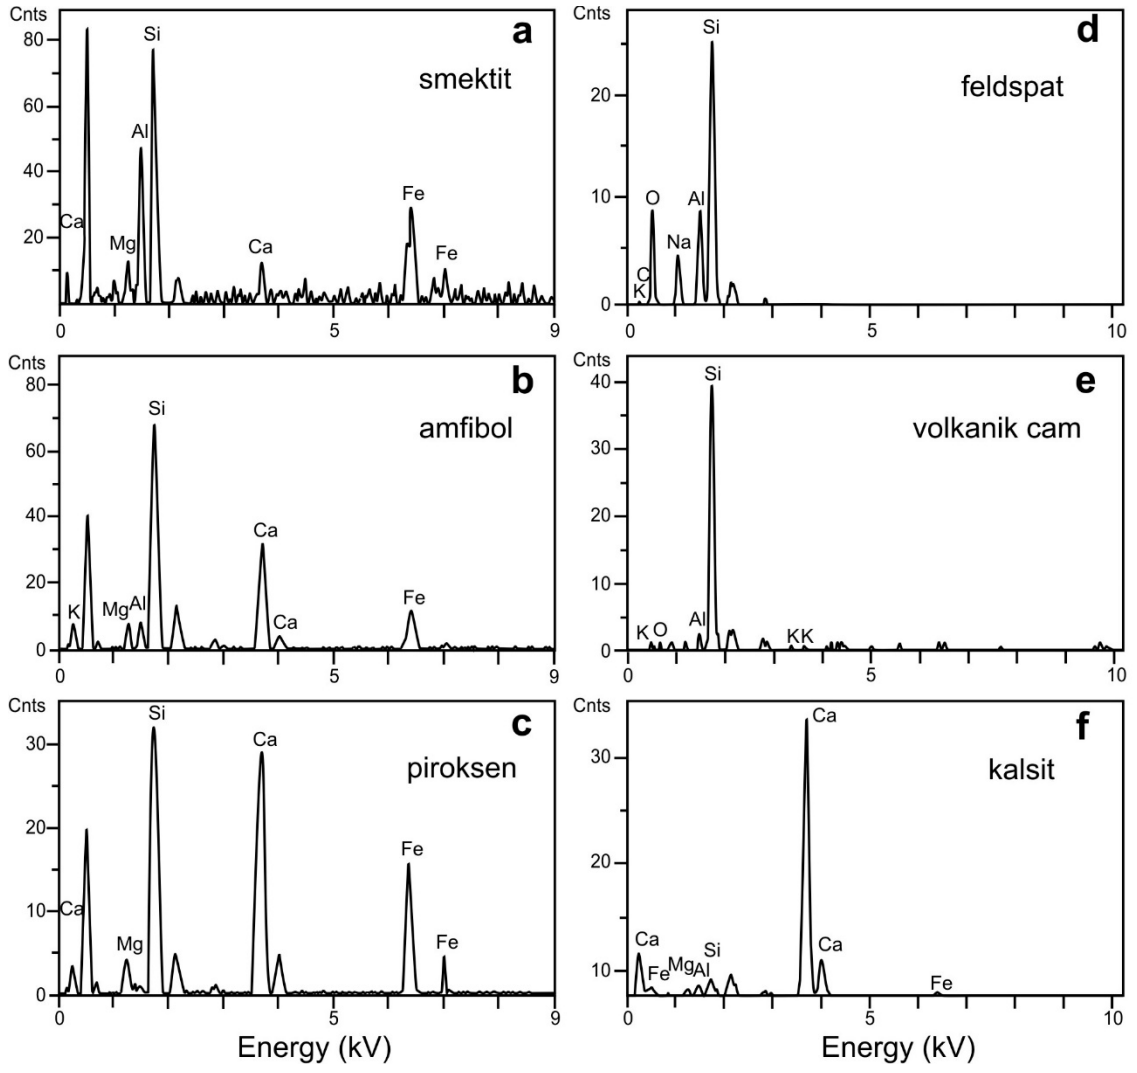 Cnts
a
smektit
80
60
40
20
Ca
Mg
Al
Si
Ca
Fe
Fe
0
5
9
Cnts
d
feldspat
20
10
0
K
C
O
Na
Al
Si
0
5
10
Cnts
b
amfibol
80
60
40
20
0
K
Mg
Al
Si
Ca
Ca
Fe
0
5
9
Cnts
e
volkanik cam
40
30
20
10
0
K
O
Al
Si
K K
0
5
10
Cnts
c
piroksen
30
20
10
0
Ca
Mg
Si
Ca
Fe
Fe
0
5
9
Energy (kV)
Cnts
f
kalsit
30
20
10
Ca
Fe
Mg
Al
Si
Ca
Ca
Fe
0
5
10
Energy (kV)